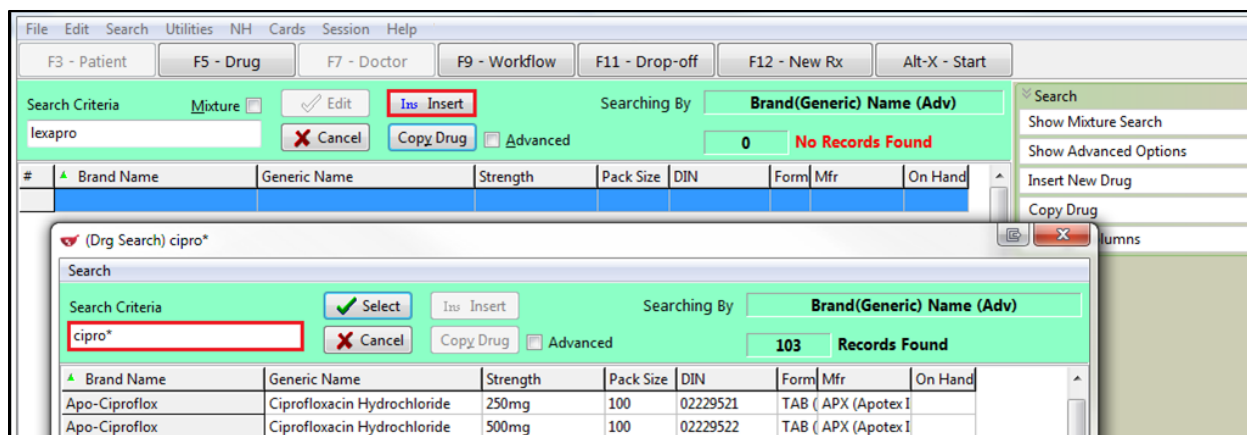 File Edit Search Utilities NH Cards Session Help
F3 - Patient F5 - Drug F7 - Doctor F9 - Workflow F11 - Drop-off F12 - New Rx Alt-X - Start
Search Criteria Mixture Edit Ins Insert Searching By Brand(Generic) Name (Adv) Search
lexapro Cancel Copy Drug Advanced 0 No Records Found Show Mixture Search
Show Advanced Options
# Brand Name Generic Name Strength Pack Size DIN Form Mfr On Hand Insert New Drug
Copy Drug
(Drg Search) cipro* lumns
Search
Search Criteria Select Ins Insert Searching By Brand(Generic) Name (Adv)
cipro* Cancel Copy Drug Advanced 103 Records Found
Brand Name Generic Name Strength Pack Size DIN Form Mfr On Hand
Apo-Ciproflox Ciprofloxacin Hydrochloride 250mg 100 02229521 TAB ( APX (Apotex I
Apo-Ciproflox Ciprofloxacin Hydrochloride 500mg 100 02229522 TAB ( APX (Apotex I